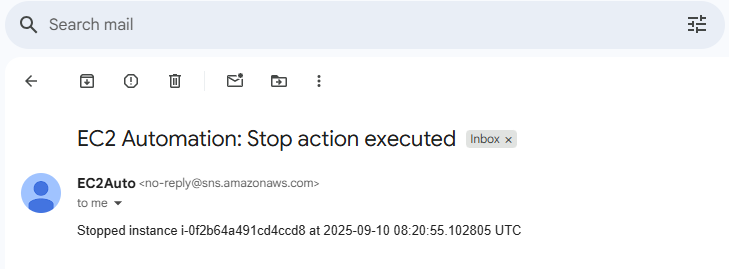 Search mail
EC2 Automation: Stop action executed Inbox ×
EC2Auto <no-reply@sns.amazonaws.com>
to me
Stopped instance i-0f2b64a491cd4ccd8 at 2025-09-10 08:20:55.102805 UTC